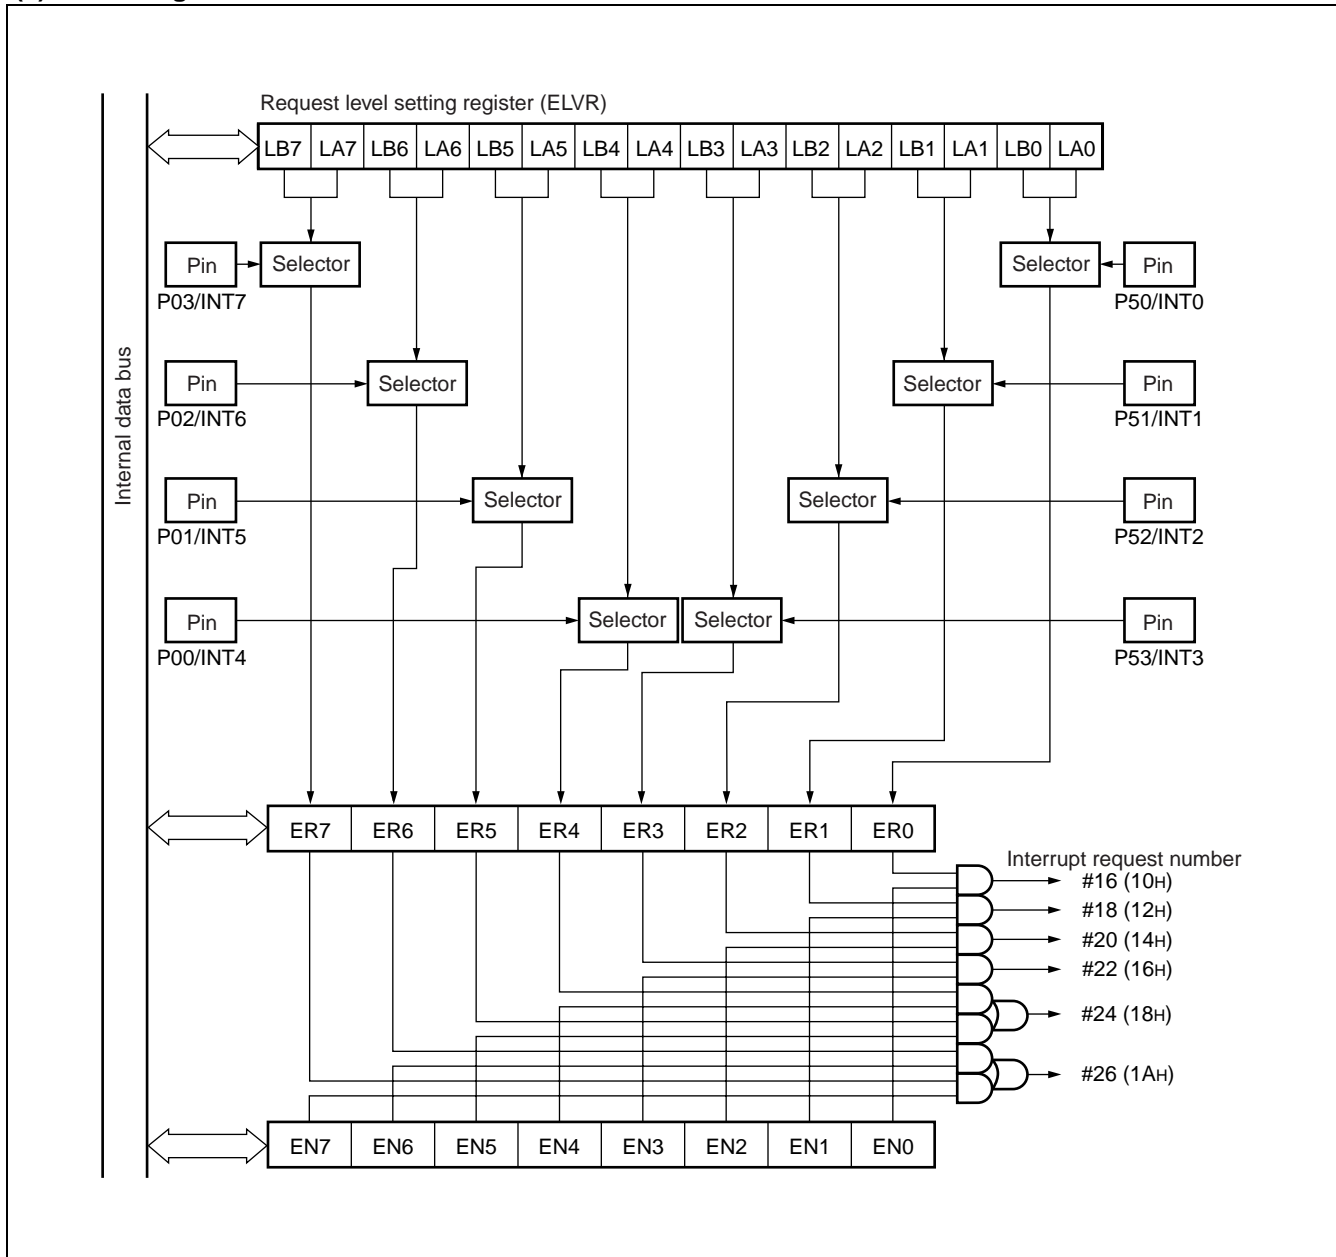 Request level setting register (ELVR)
LB7 LA7 LB6 LA6 LB5 LA5 LB4 LA4 LB3 LA3 LB2 LA2 LB1 LA1 LB0 LA0
Pin Selector Selector Pin
P03/INT7 P50/INT0
Internal data bus
Pin Selector Selector Pin
P02/INT6 P51/INT1
Pin Selector Selector Pin
P01/INT5 P52/INT2
Pin Selector Selector Pin
P00/INT4 P53/INT3
ER7 ER6 ER5 ER4 ER3 ER2 ER1 ER0
Interrupt request number
#16 (10H)
#18 (12H)
#20 (14H)
#22 (16H)
#24 (18H)
#26 (1AH)
EN7 EN6 EN5 EN4 EN3 EN2 EN1 EN0